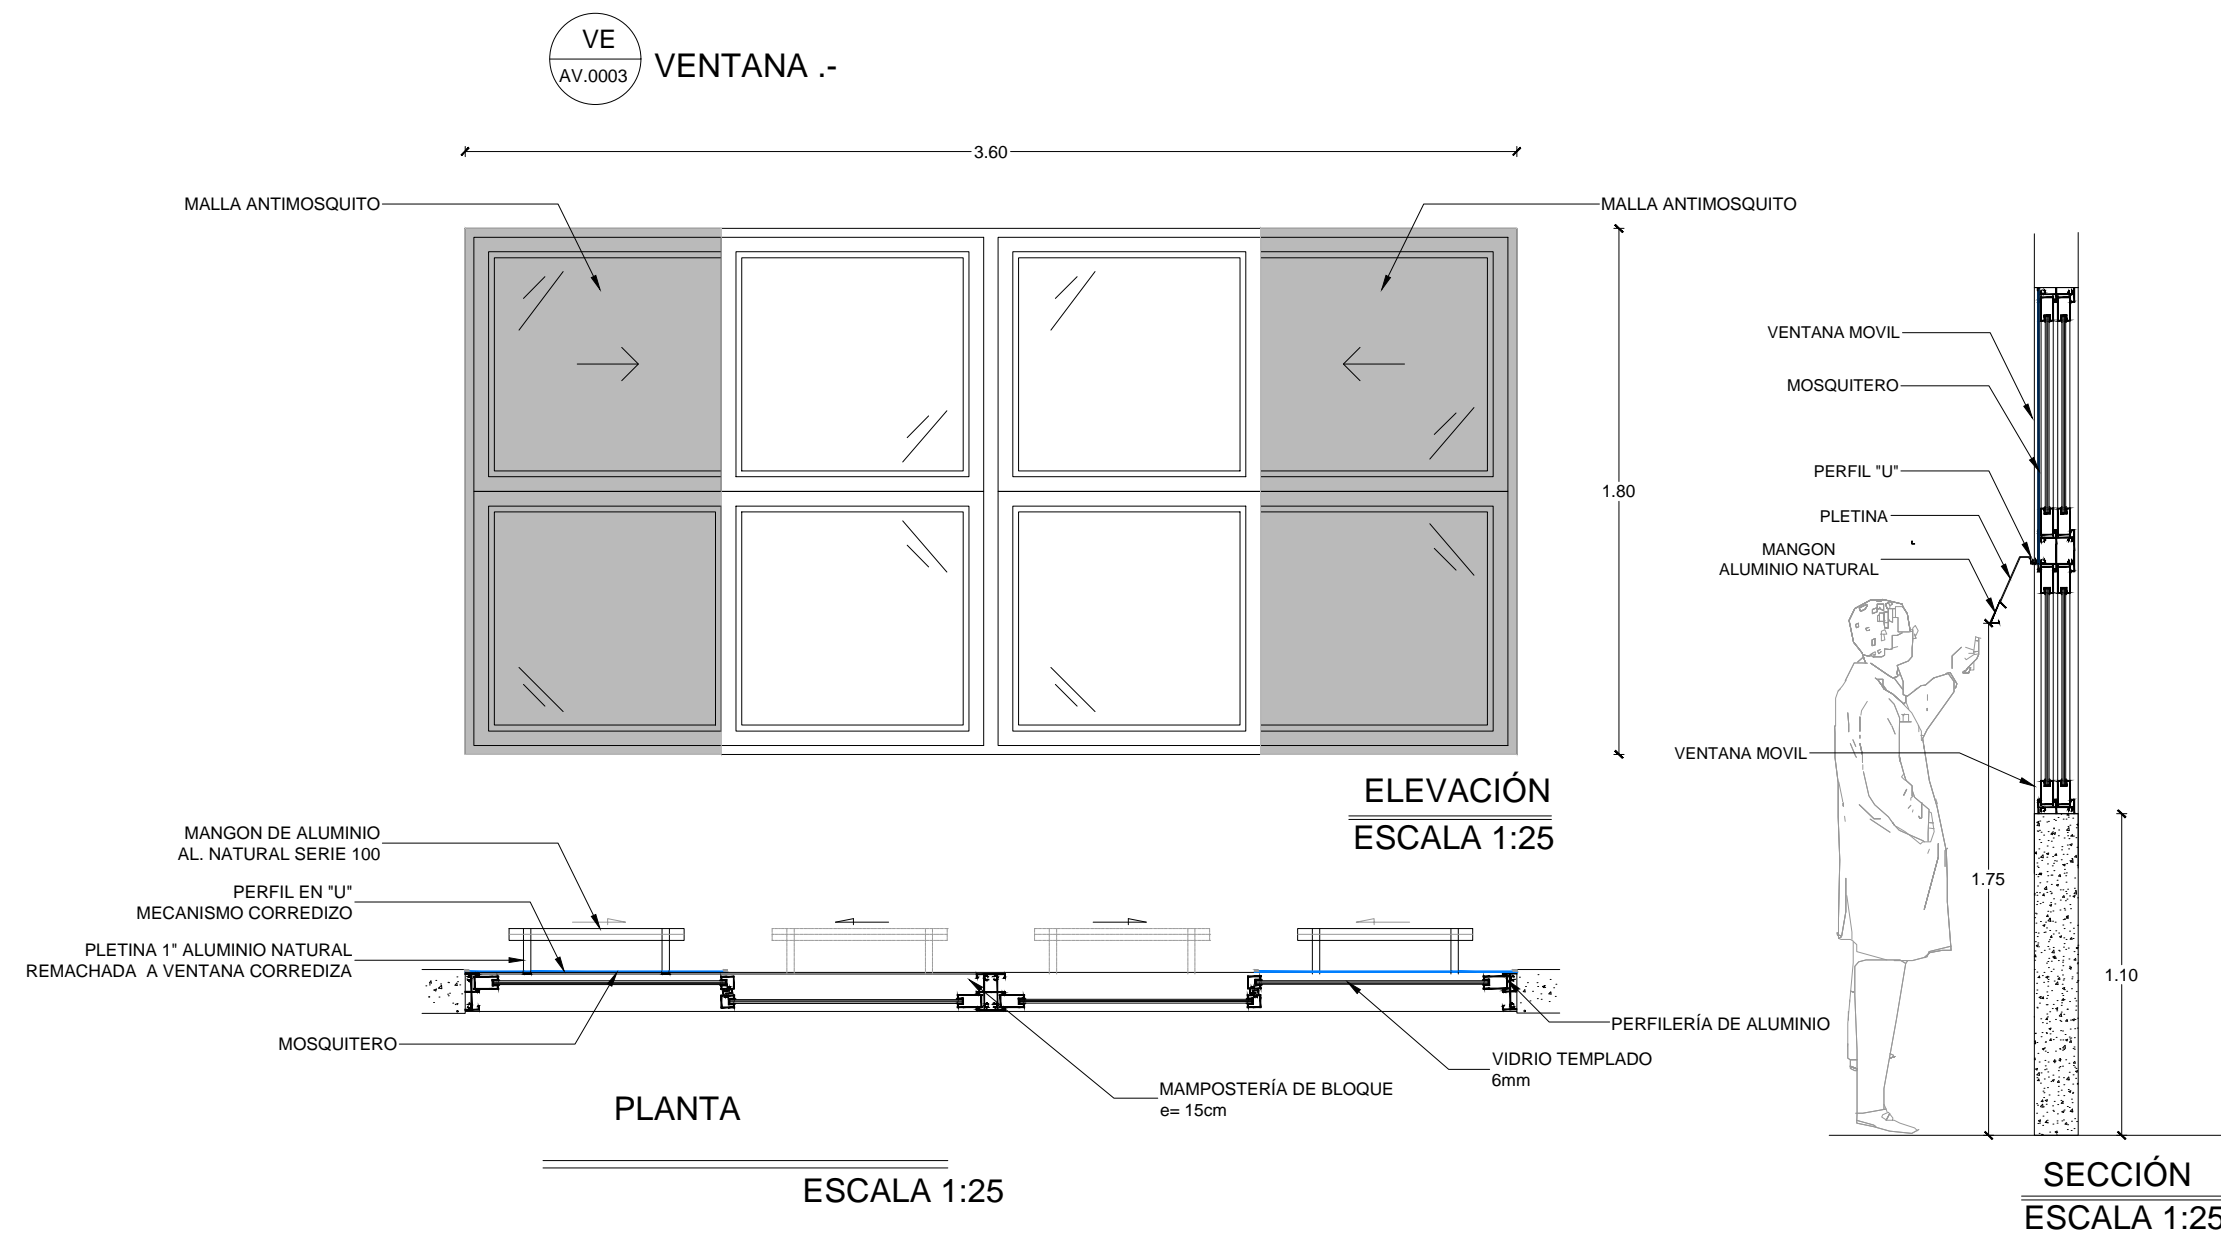 VE
AV.0003
VENTANA .-
3.60
MALLA ANTIMOSQUITO
MALLA ANTIMOSQUITO
1.80
VENTANA MOVIL
MOSQUITERO
PERFIL "U"
PLETINA
MANGON
ALUMINIO NATURAL
VENTANA MOVIL
1.75
1.10
ELEVACIÓN
ESCALA 1:25
MANGON DE ALUMINIO
AL. NATURAL SERIE 100
PERFIL EN "U"
MECANISMO CORREDIZO
PLETINA 1" ALUMINIO NATURAL
REMACHADA A VENTANA CORREDIZA
MOSQUITERO
PERFILERÍA DE ALUMINIO
VIDRIO TEMPLADO
6mm
MAMPOSTERÍA DE BLOQUE
e= 15cm
PLANTA
ESCALA 1:25
SECCIÓN
ESCALA 1:25